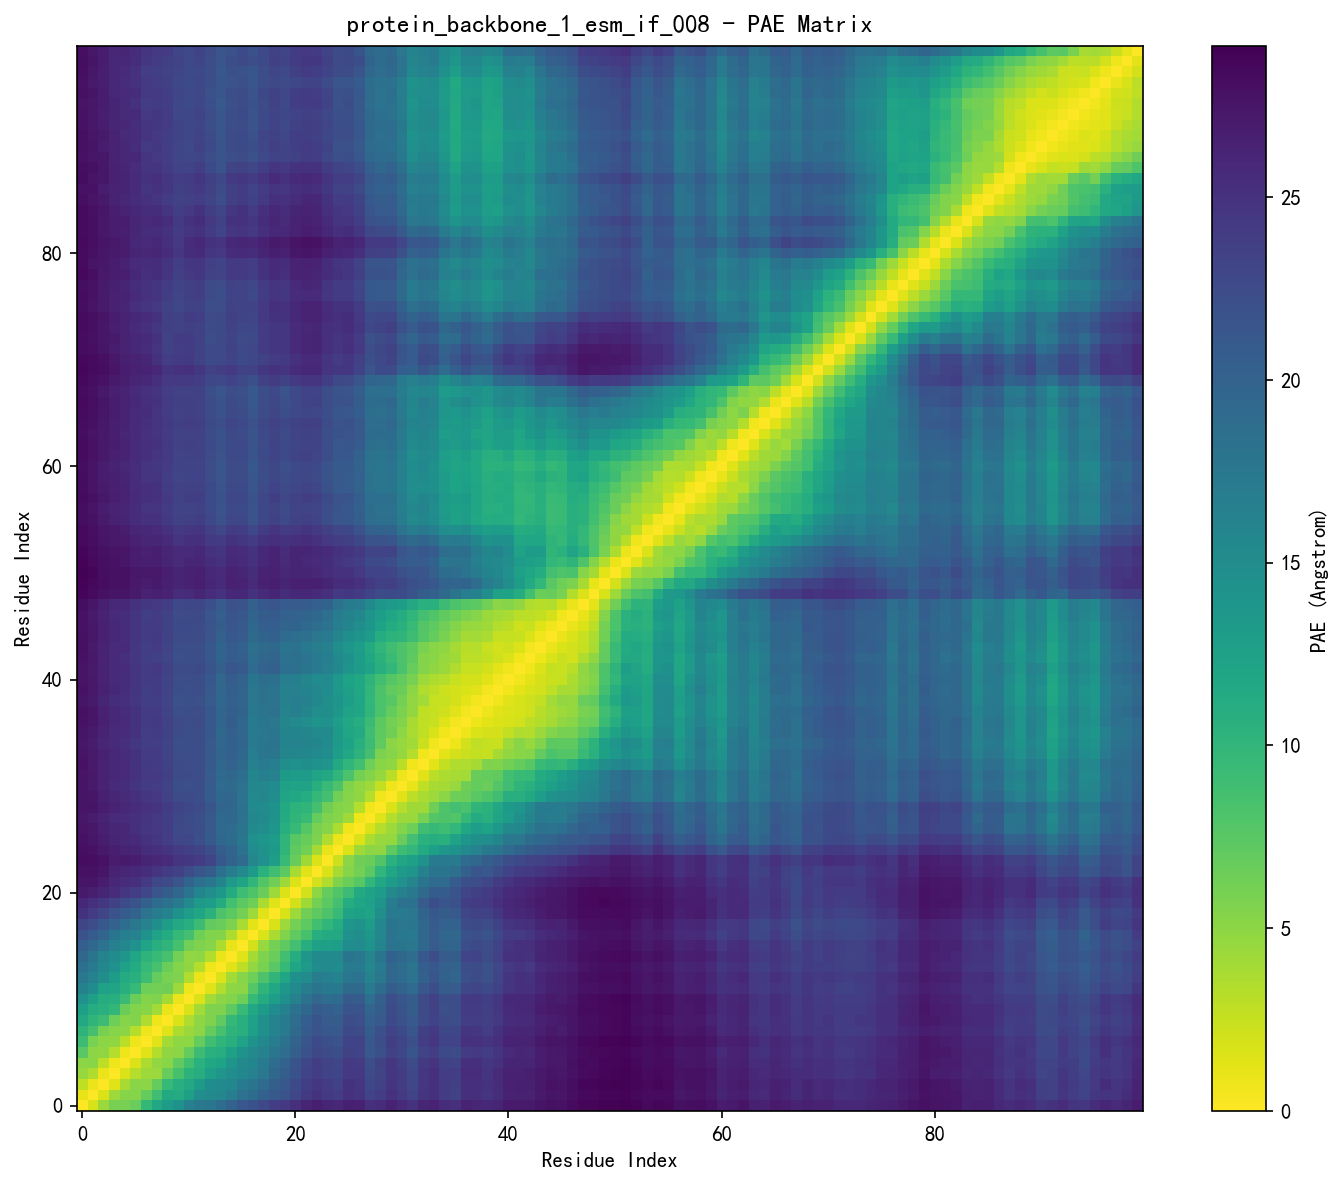 protein_backbone_1_esm_if_008 - PAE Matrix
80
60
40
20
0
Residue Index
0 20 40 60 80
Residue Index
25
20
15
10
5
0
PAE (Angstrom)